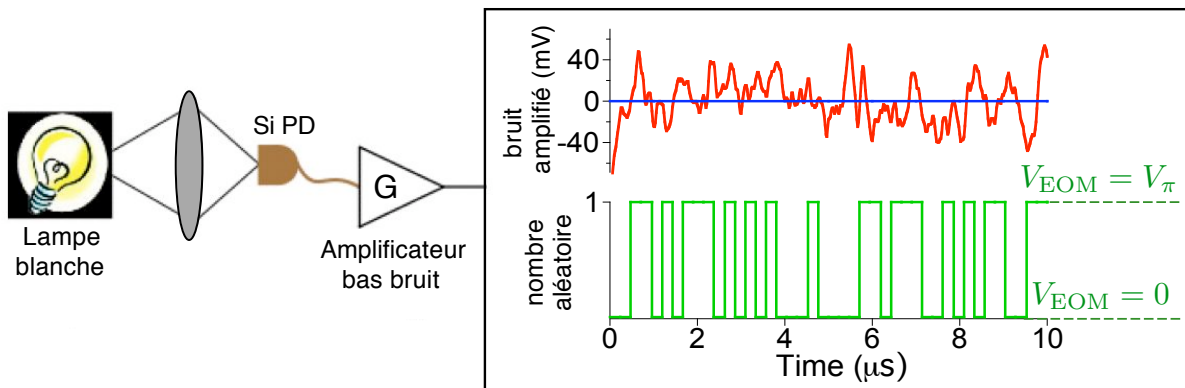 Lampe
blanche
Si PD
G
Amplificateur
bas bruit
bruit
amplifié (mV)
40
0
-40
nombre
aléatoire
1
V_EOM = V_π
V_EOM = 0
0
2
4
6
8
10
Time (μs)